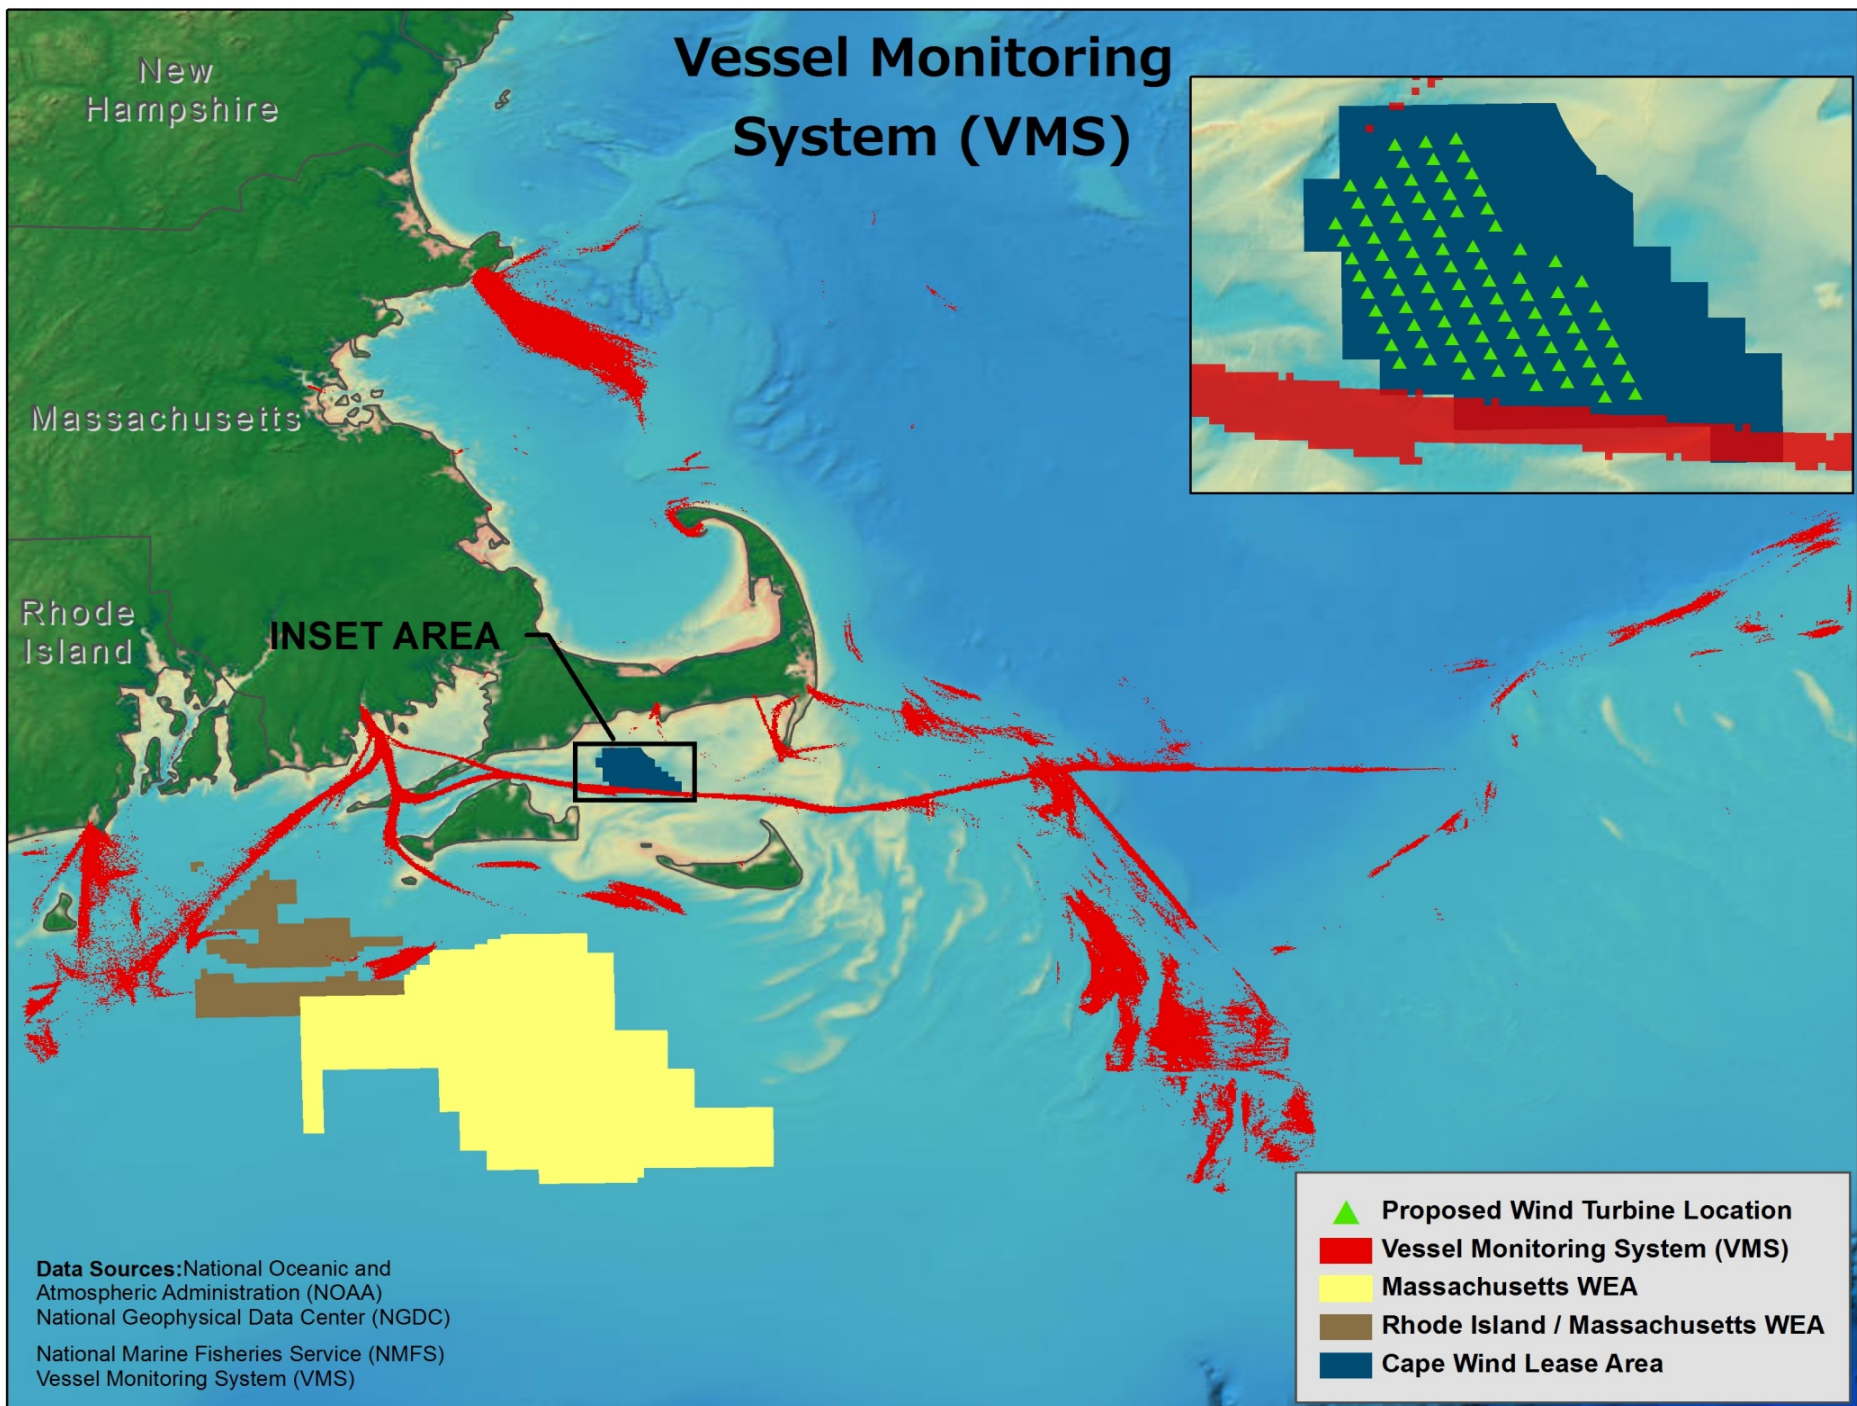 Vessel Monitoring
System (VMS)
New
Hampshire
Massachusetts
Rhode
Island
INSET AREA
Data Sources:National Oceanic and
Atmospheric Administration (NOAA)
National Geophysical Data Center (NGDC)
National Marine Fisheries Service (NMFS)
Vessel Monitoring System (VMS)
Proposed Wind Turbine Location
Vessel Monitoring System (VMS)
Massachusetts WEA
Rhode Island / Massachusetts WEA
Cape Wind Lease Area